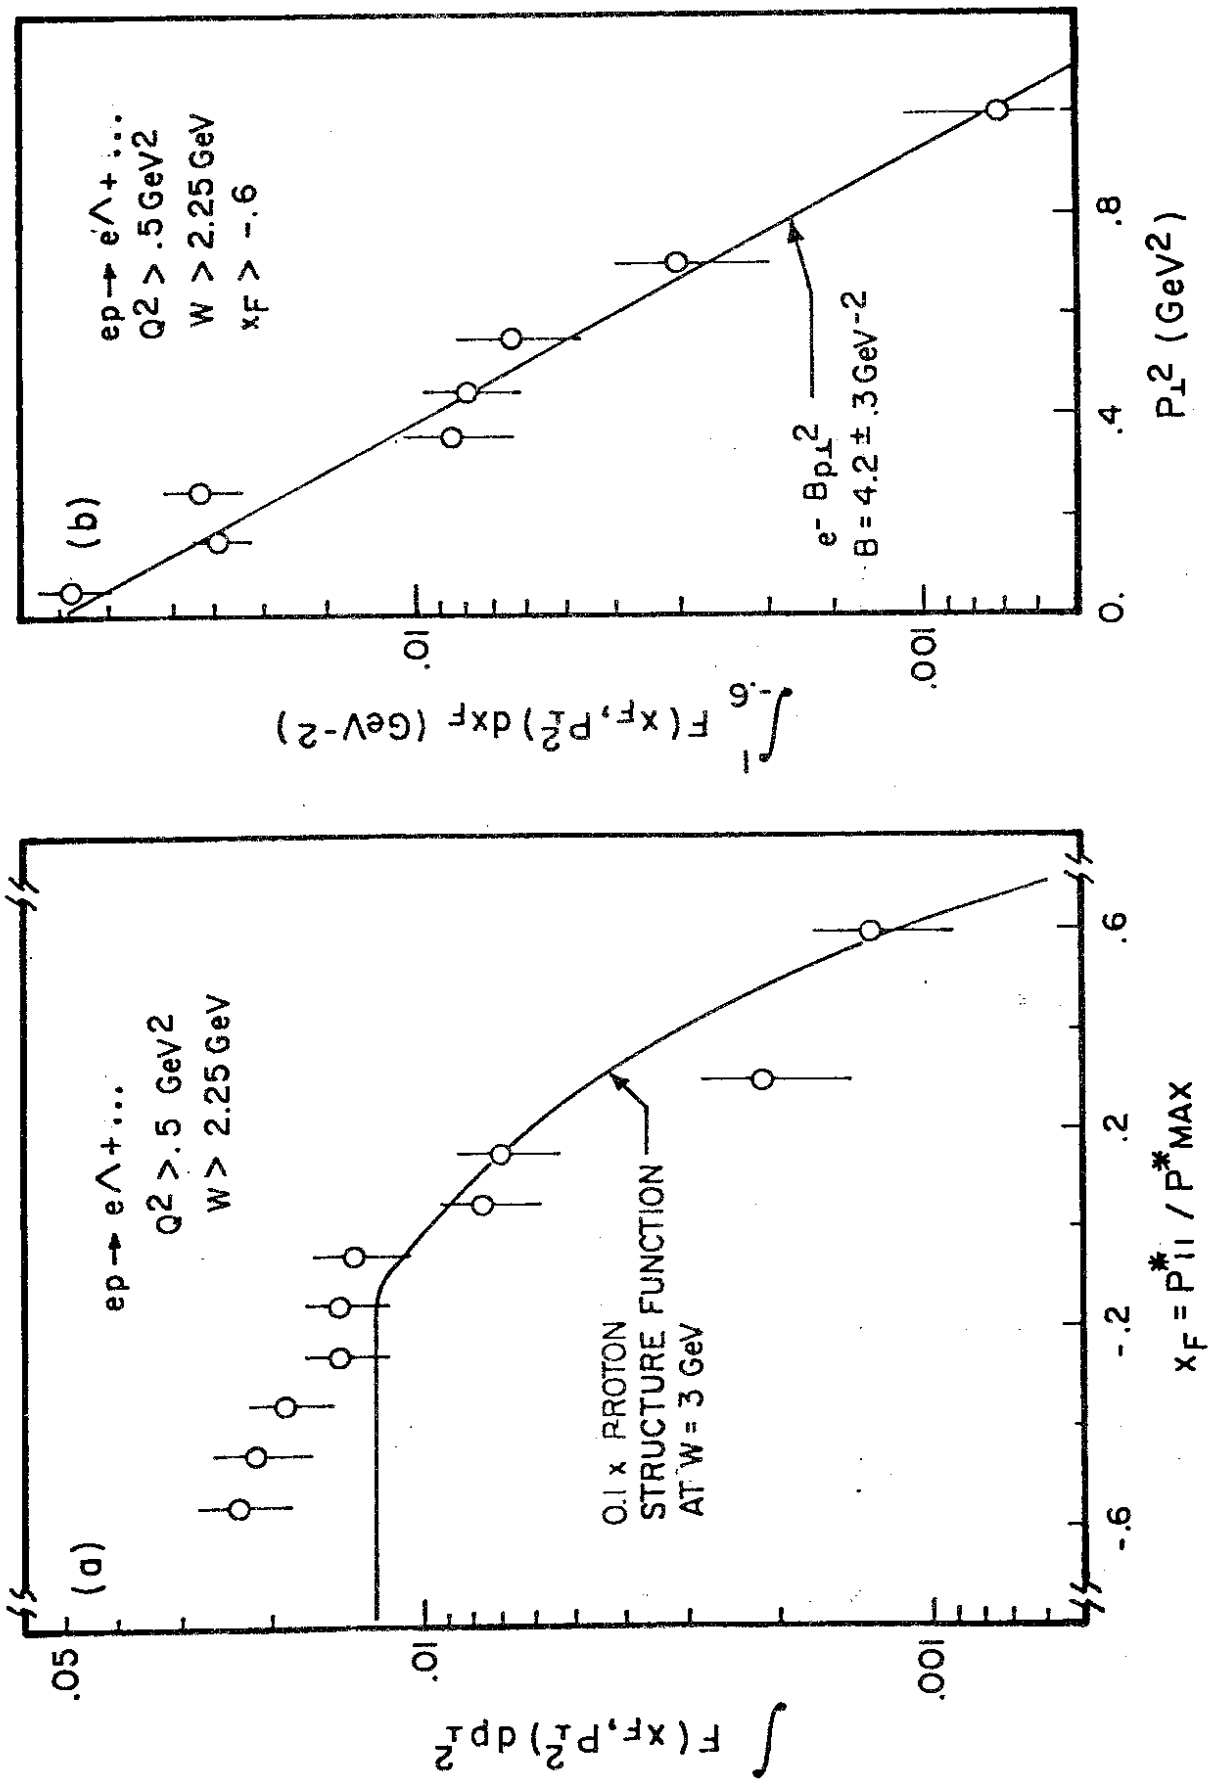 (a)
ep → e Λ + ...
Q2 > .5 GeV2
W > 2.25 GeV
0.1 x PROTON
STRUCTURE FUNCTION
AT W = 3 GeV
.05
.01
.001
∫ F(xF, P⊥2) dp⊥2
-.6
-.2
.2
.6
xF = P*II / P*MAX
(b)
ep → e' Λ + ...
Q2 > .5 GeV2
W > 2.25 GeV
xF > -.6
e- Bp⊥2
B = 4.2 ± .3 GeV-2
.01
.001
∫ 1 -.6 F(xF, P⊥2) dxF (GeV-2)
0.
.4
.8
P⊥2 (GeV2)